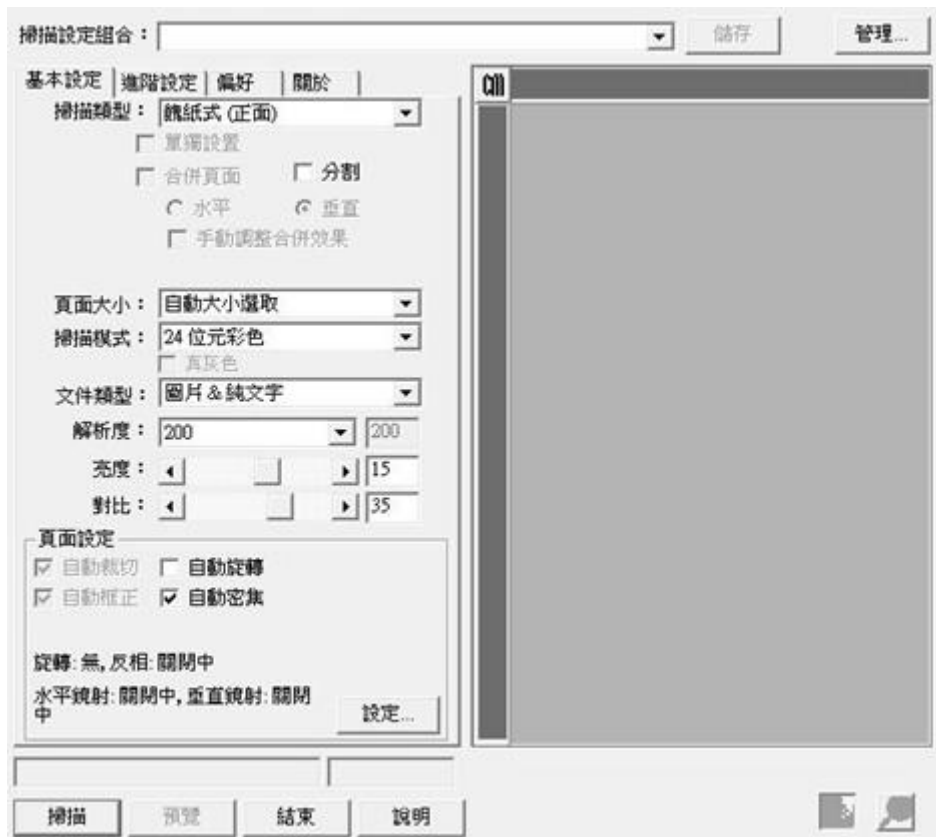 掃描設定組合：
儲存
管理...
基本設定 進階設定 偏好 關於
掃描類型： 餽紙式 (正面)
單獨設置
合併頁面 分割
水平 垂直
手動調整合併效果
頁面大小： 自動大小選取
掃描模式： 24 位元彩色
真灰色
文件類型： 圖片 & 純文字
解析度： 200 200
亮度： 15
對比： 35
頁面設定
自動裁切 自動旋轉
自動框正 自動密集
旋轉: 無, 反相: 關閉中
水平鏡射: 關閉中, 垂直鏡射: 關閉
中
設定...
掃描 預覽 結束 說明